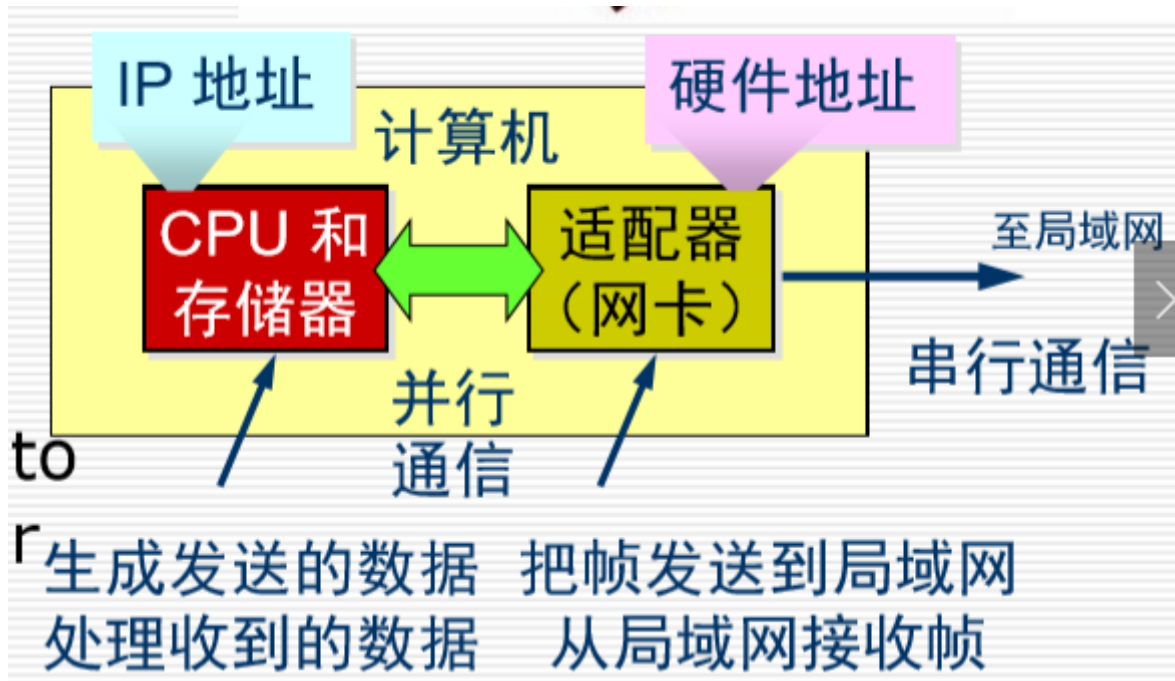 IP 地址
硬件地址
计算机
CPU 和
存储器
适配器
（网卡）
至局域网
串行通信
并行
通信
to
r
生成发送的数据 把帧发送到局域网
处理收到的数据 从局域网接收帧